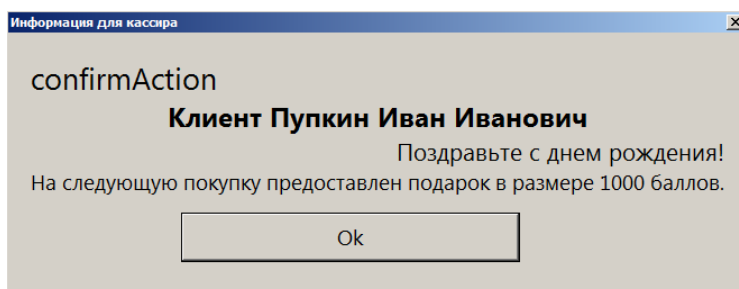 Информация для кассира
confirmAction
Клиент Пупкин Иван Иванович
Поздравьте с днем рождения!
На следующую покупку предоставлен подарок в размере 1000 баллов.
Ok